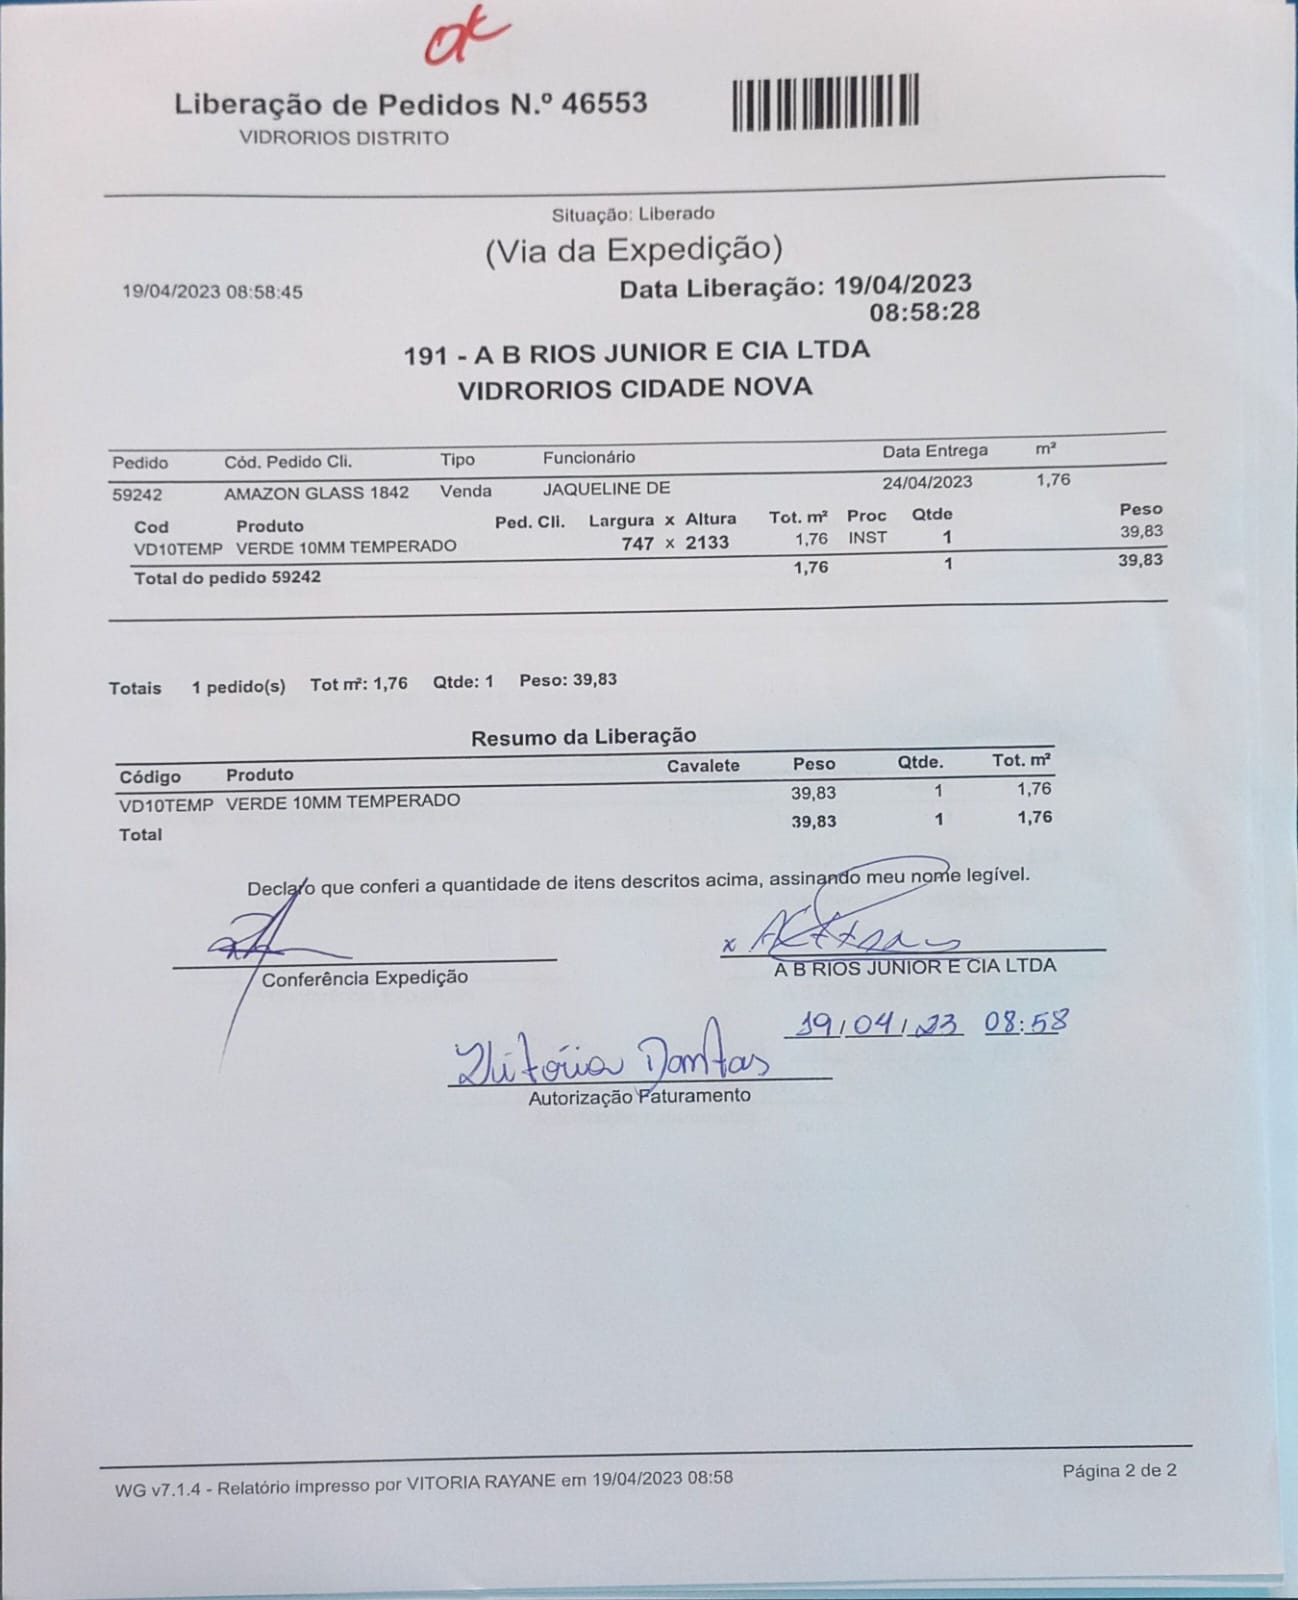 ok
Liberação de Pedidos N.º 46553
VIDRORIOS DISTRITO
Situação: Liberado
(Via da Expedição)
19/04/2023 08:58:45 Data Liberação: 19/04/2023
08:58:28
191 - A B RIOS JUNIOR E CIA LTDA
VIDRORIOS CIDADE NOVA
Pedido Cód. Pedido Cli. Tipo Funcionário Data Entrega m²
59242 AMAZON GLASS 1842 Venda JAQUELINE DE 24/04/2023 1,76
Cod Produto Ped. Cli. Largura x Altura Tot. m² Proc Qtde Peso
VD10TEMP VERDE 10MM TEMPERADO 747 x 2133 1,76 INST 1 39,83
Total do pedido 59242 1,76 1 39,83
Totais 1 pedido(s) Tot m²: 1,76 Qtde: 1 Peso: 39,83
Resumo da Liberação
Código Produto Cavalete Peso Qtde. Tot. m²
VD10TEMP VERDE 10MM TEMPERADO 39,83 1 1,76
Total 39,83 1 1,76
Declaro que conferi a quantidade de itens descritos acima, assinando meu nome legível.
x
Conferência Expedição A B RIOS JUNIOR E CIA LTDA
19/04/23 08:58
Vitória Dantas
Autorização Faturamento
WG v7.1.4 - Relatório impresso por VITORIA RAYANE em 19/04/2023 08:58 Página 2 de 2